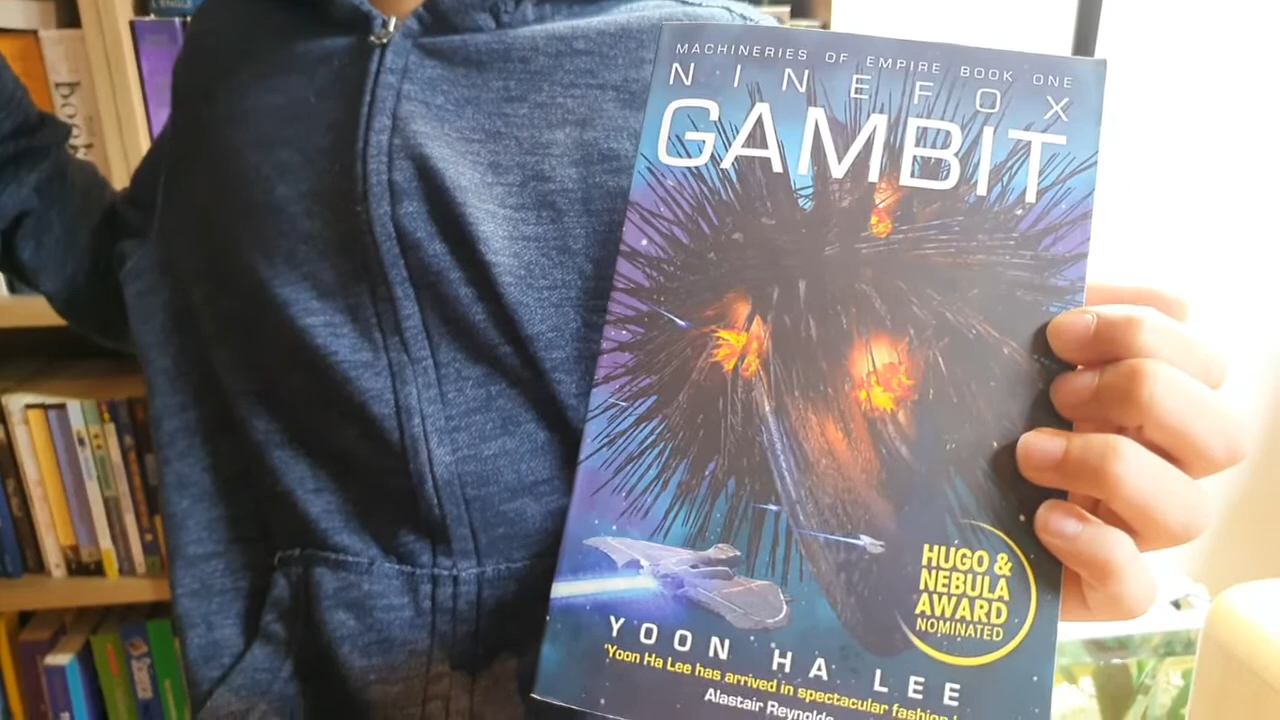 L'ENGLE
MACHINERIES OF EMPIRE BOOK ONE
NINEFOX
GAMBIT
HUGO &
NEBULA
AWARD
NOMINATED
YOON HA LEE
'Yoon Ha Lee has arrived in spectacular fashion.'
Alastair Reynolds